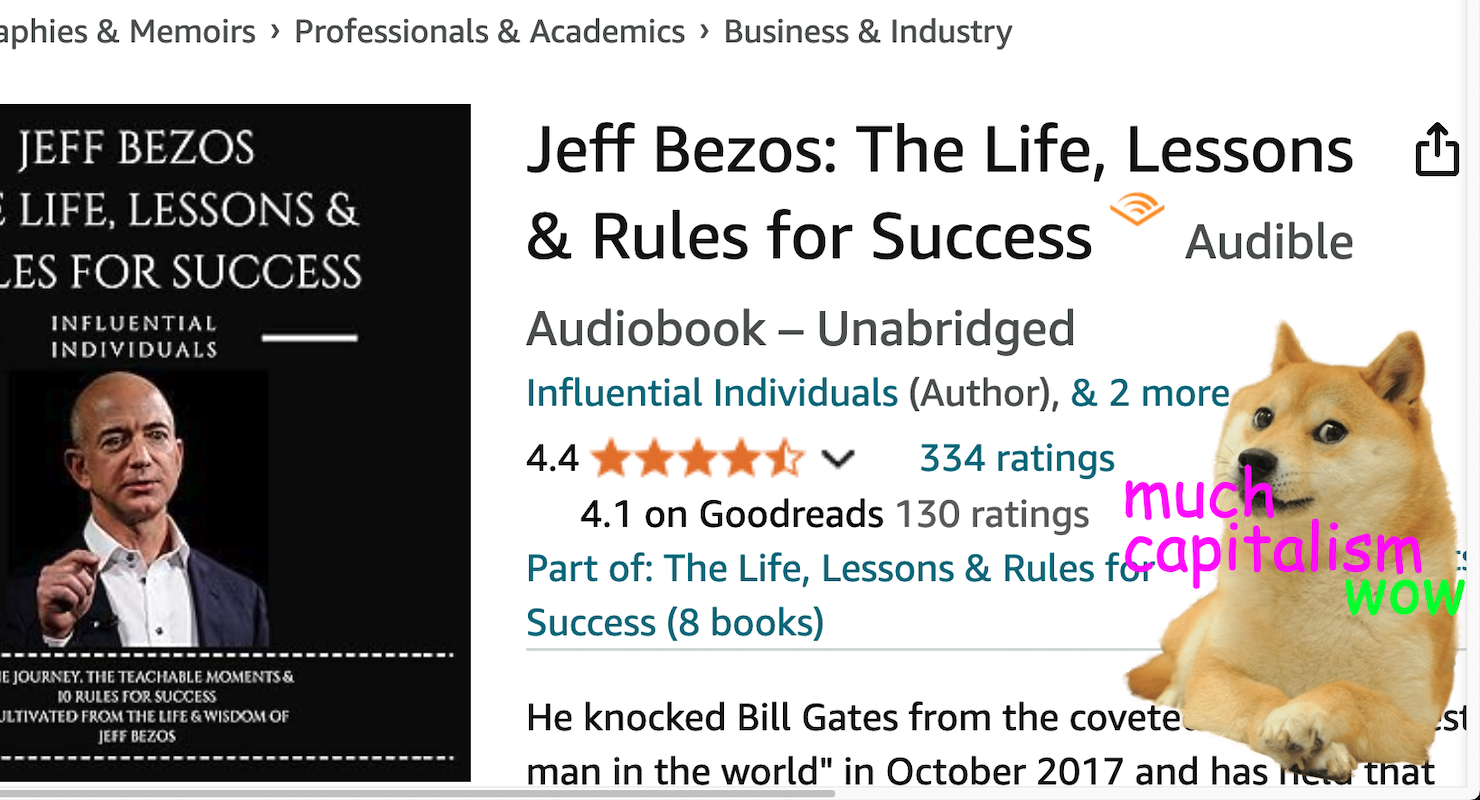 aphies & Memoirs › Professionals & Academics › Business & Industry
JEFF BEZOS
E LIFE, LESSONS &
LES FOR SUCCESS
INFLUENTIAL
INDIVIDUALS
E JOURNEY, THE TEACHABLE MOMENTS &
10 RULES FOR SUCCESS
ULTIVATED FROM THE LIFE & WISDOM OF
JEFF BEZOS
Jeff Bezos: The Life, Lessons
& Rules for Success Audible
Audiobook – Unabridged
Influential Individuals (Author), & 2 more
4.4 334 ratings
4.1 on Goodreads 130 ratings
Part of: The Life, Lessons & Rules for
Success (8 books)
He knocked Bill Gates from the covete
man in the world" in October 2017 and has held that
much
capitalism
wow